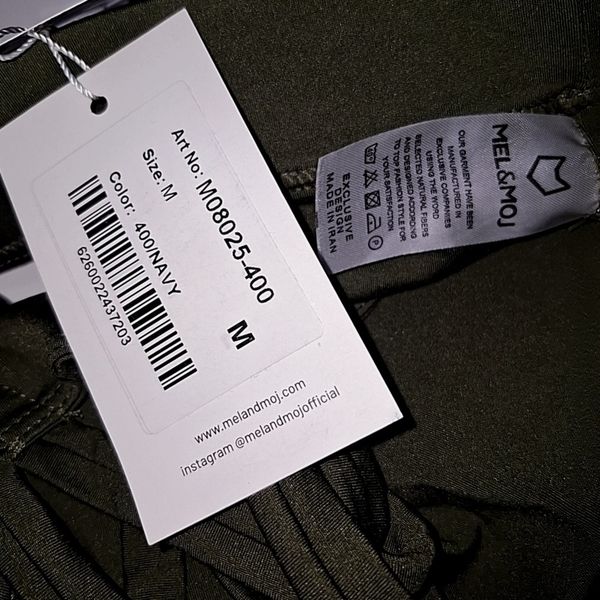 Art No: M08025-400
Size: M
M
Color: 400/NAVY
6260022437203
www.melandmoj.com
instagram @melandmojofficial
MEL&MOJ
OUR GARMENT HAVE BEEN
MANUFACTURED IN
EXCLUSIVE COMPANIES
USING THE WORD
SELECTED NATURAL FIBERS
AND DESIGNED ACCORDING
TO TOP FASHION STYLE FOR
YOUR SATISFACTION
P
EXCLUSIVE
DESIGN
MADE IN IRAN